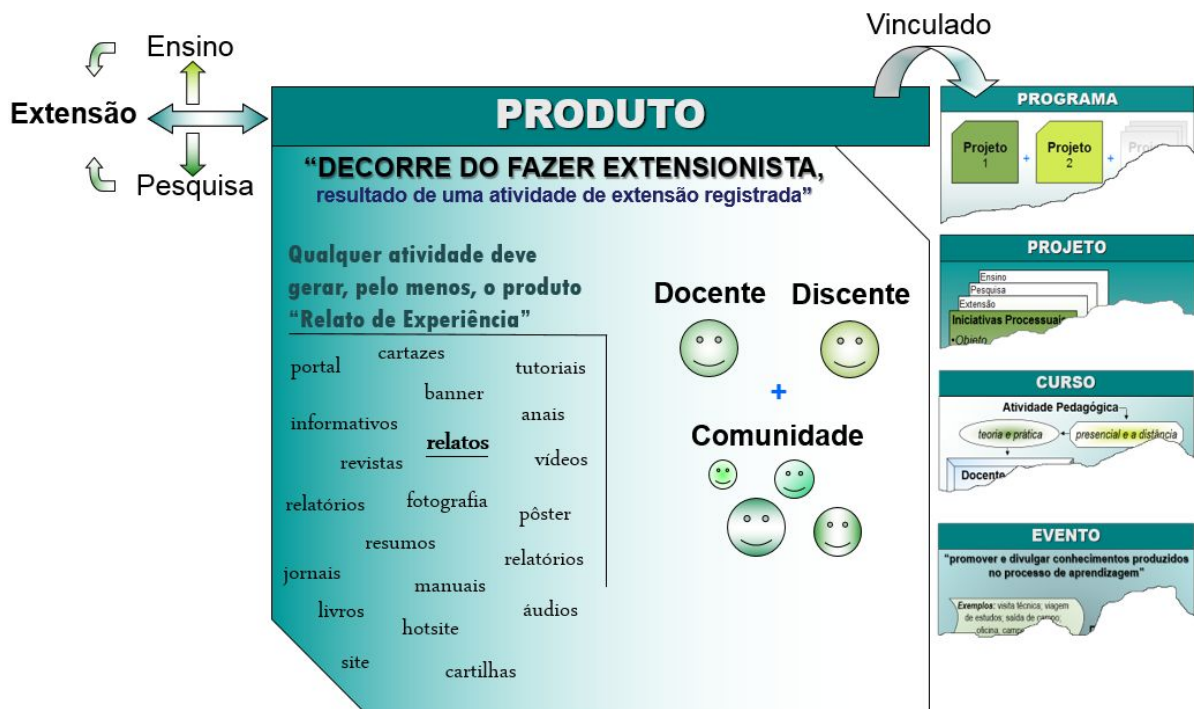 Ensino
Extensão
Pesquisa
Vinculado
PRODUTO
“DECORRE DO FAZER EXTENSIONISTA,
resultado de uma atividade de extensão registrada”
Qualquer atividade deve
gerar, pelo menos, o produto
“Relato de Experiência”
portal
cartazes
tutoriais
banner
informativos
anais
relatos
revistas
vídeos
relatórios
fotografia
pôster
resumos
relatórios
jornais
manuais
livros
áudios
hotsite
site
cartilhas
Docente
Discente
+
Comunidade
PROGRAMA
Projeto
1
+
Projeto
2
+
PROJETO
Ensino
Pesquisa
Extensão
Iniciativas Processuais
•Objeto
CURSO
Atividade Pedagógica
teoria e prática
presencial e a distância
Docente
EVENTO
“promover e divulgar conhecimentos produzidos
no processo de aprendizagem”
Exemplos: visita técnica; viagem
de estudos; saída de campo;
oficina,